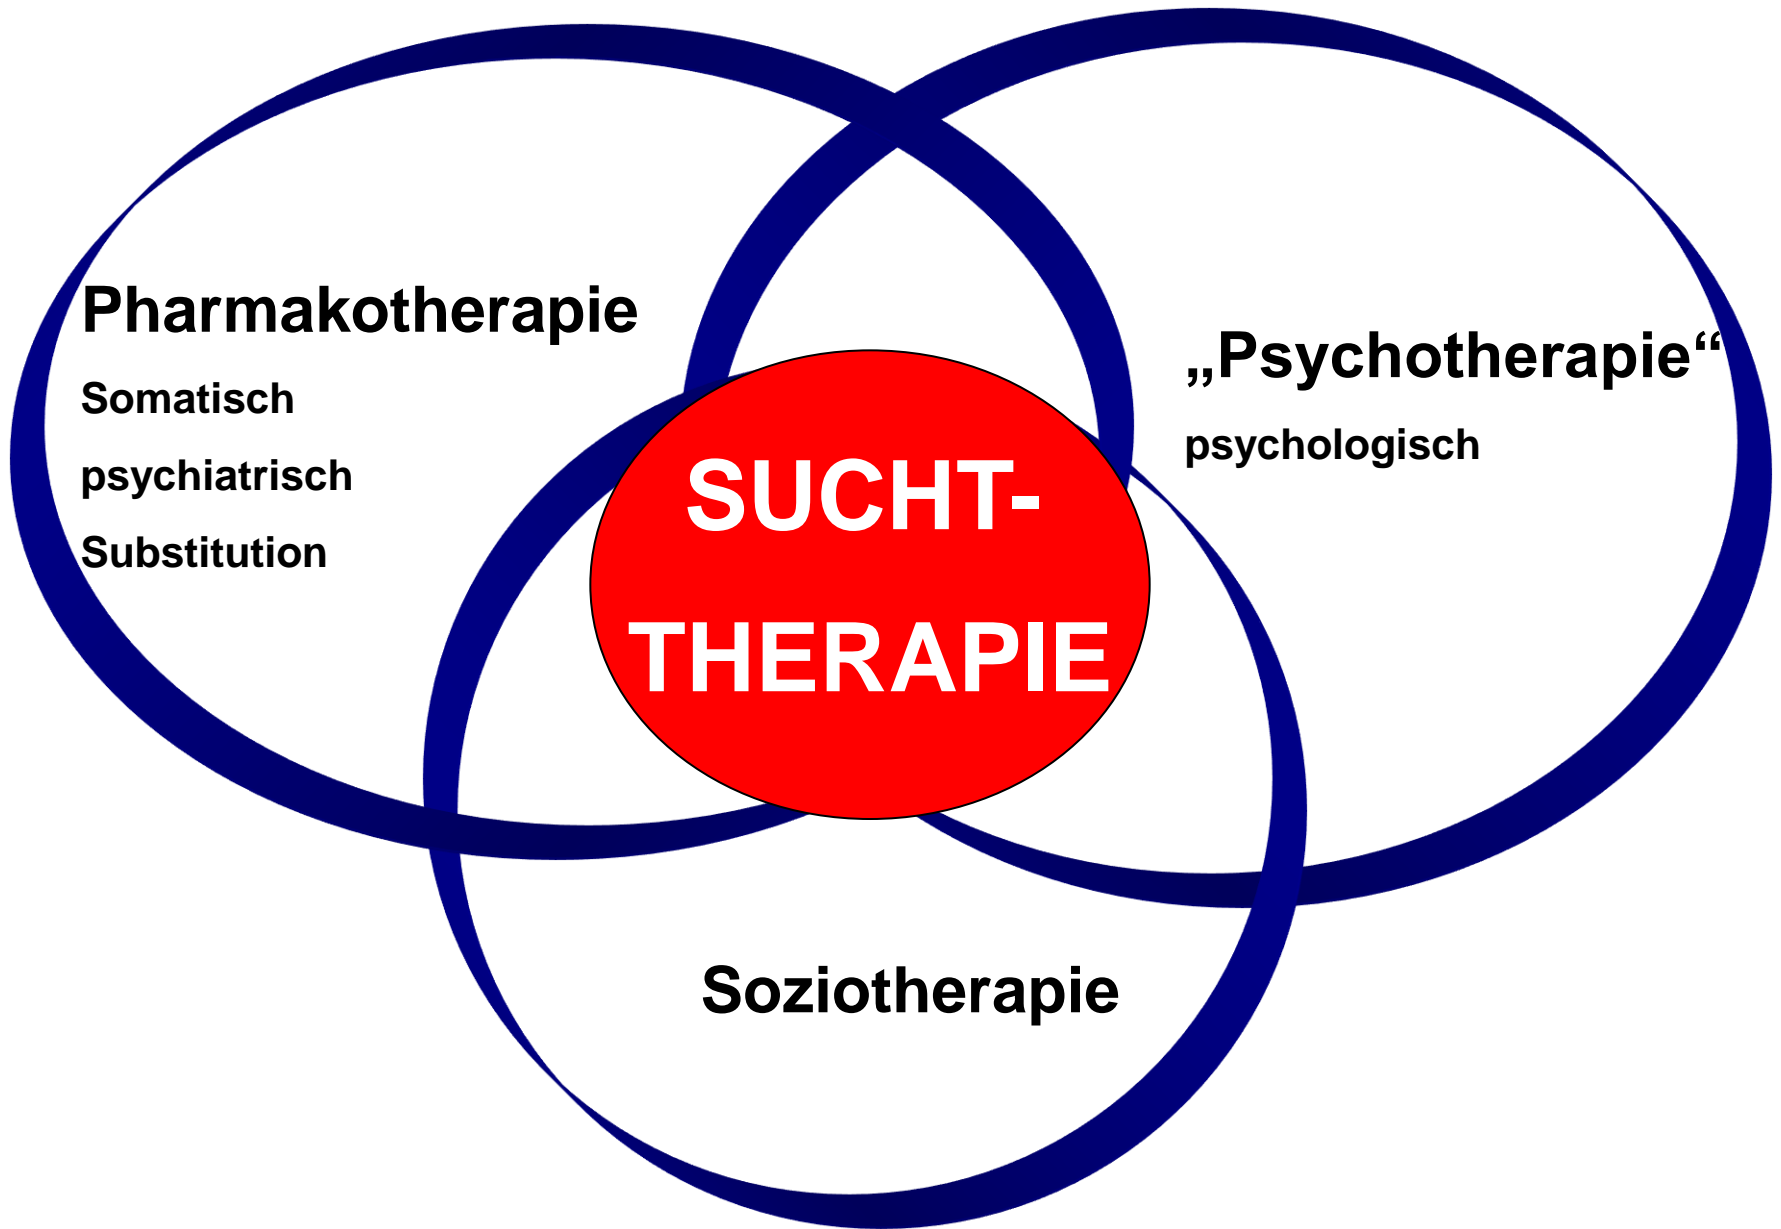 Pharmakotherapie
Somatisch
psychiatrisch
Substitution
„Psychotherapie“
psychologisch
SUCHT-
THERAPIE
Soziotherapie